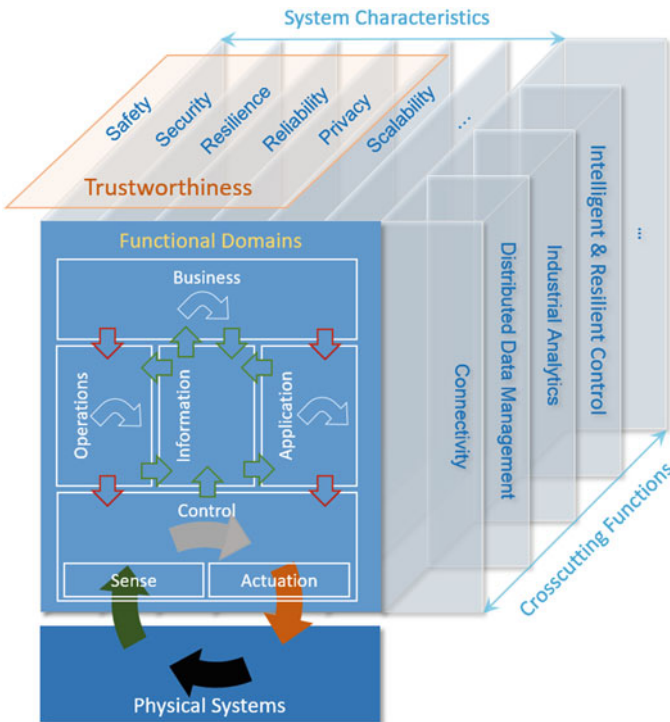 System Characteristics
Safety
Security
Resilience
Reliability
Privacy
Scalability
...
Trustworthiness
Functional Domains
Business
Operations
Information
Application
Control
Sense
Actuation
Physical Systems
Connectivity
Distributed Data Management
Industrial Analytics
Intelligent & Resilient Control
...
Crosscutting Functions